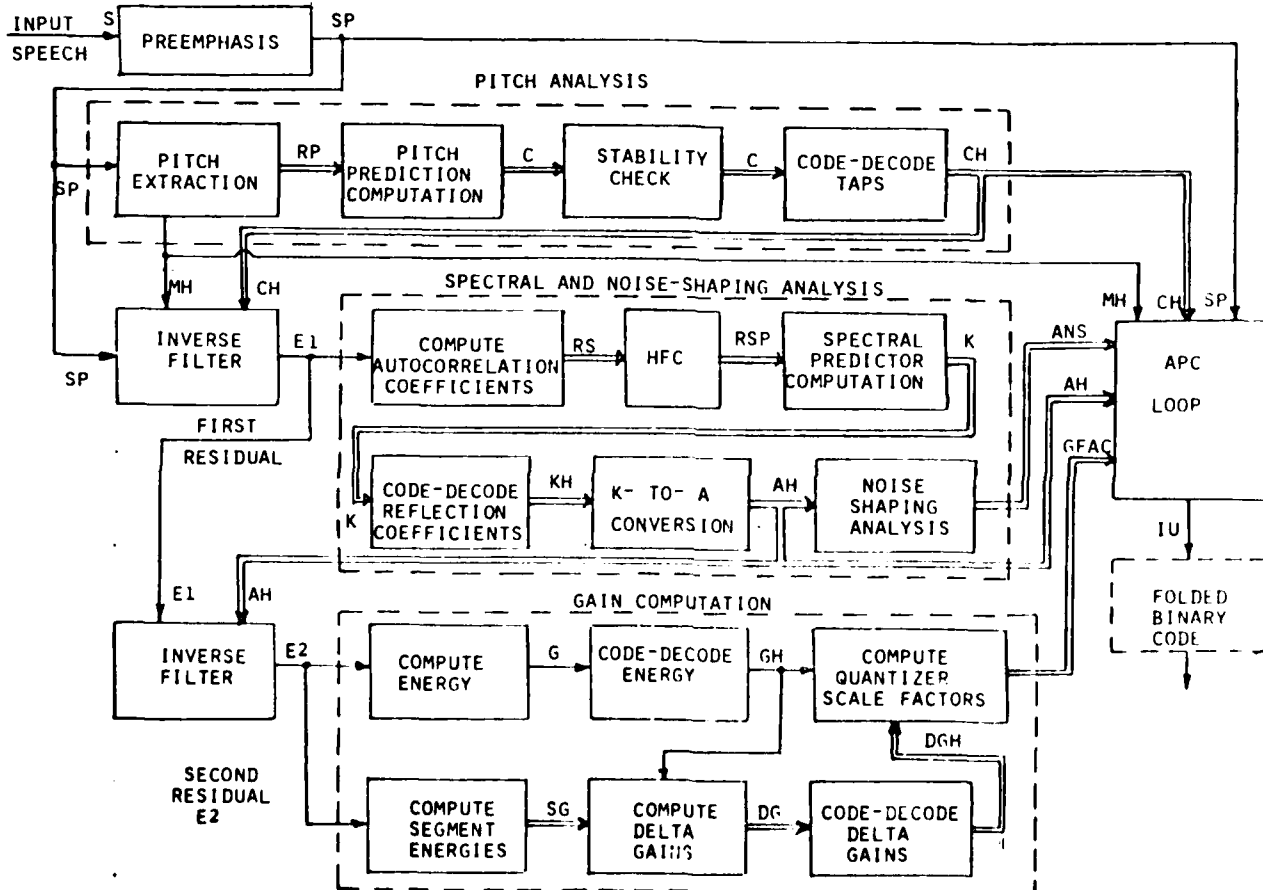 INPUT
SPEECH
S
PREEMPHASIS
SP
PITCH ANALYSIS
SP
PITCH
EXTRACTION
RP
PITCH
PREDICTION
COMPUTATION
C
STABILITY
CHECK
C
CODE-DECODE
TAPS
CH
MH
CH
SPECTRAL AND NOISE-SHAPING ANALYSIS
MH
CH
SP
SP
INVERSE
FILTER
E1
COMPUTE
AUTOCORRELATION
COEFFICIENTS
RS
HFC
RSP
SPECTRAL
PREDICTOR
COMPUTATION
K
ANS
AH
GFAC
APC
LOOP
FIRST
RESIDUAL
K
CODE-DECODE
REFLECTION
COEFFICIENTS
KH
K- TO- A
CONVERSION
AH
NOISE
SHAPING
ANALYSIS
IU
FOLDED
BINARY
CODE
E1
AH
GAIN COMPUTATION
INVERSE
FILTER
E2
COMPUTE
ENERGY
G
CODE-DECODE
ENERGY
GH
COMPUTE
QUANTIZER
SCALE FACTORS
DGH
SECOND
RESIDUAL
E2
COMPUTE
SEGMENT
ENERGIES
SG
COMPUTE
DELTA
GAINS
DG
CODE-DECODE
DELTA
GAINS